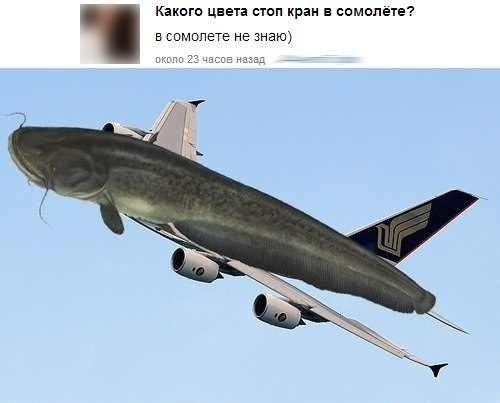 Какого цвета стоп кран в сомолёте?
в сомолете не знаю)
около 23 часов назад